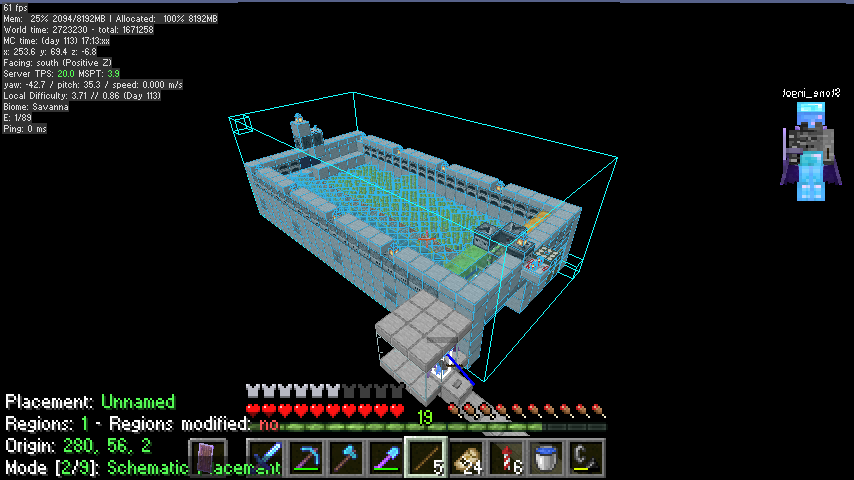 61 fps
Mem: 25% 2094/8192MB | Allocated: 100% 8192MB
World time: 2723230 - total: 1671258
MC time: (day 113) 17:13:xx
x: 253.6 y: 69.4 z: -6.8
Facing: south (Positive Z)
Server TPS: 20.0 MSPT: 3.9
yaw: -42.7 / pitch: 35.3 / speed: 0.000 m/s
Local Difficulty: 3.71 // 0.86 (Day 113)
Biome: Savanna
E: 1/89
Ping: 0 ms
Stone_ingot
Placement: Unnamed
Regions: 1 - Regions modified: no
19
Origin: 280, 56, 2
Mode [2/9]: Schematic Placement
5
24
6